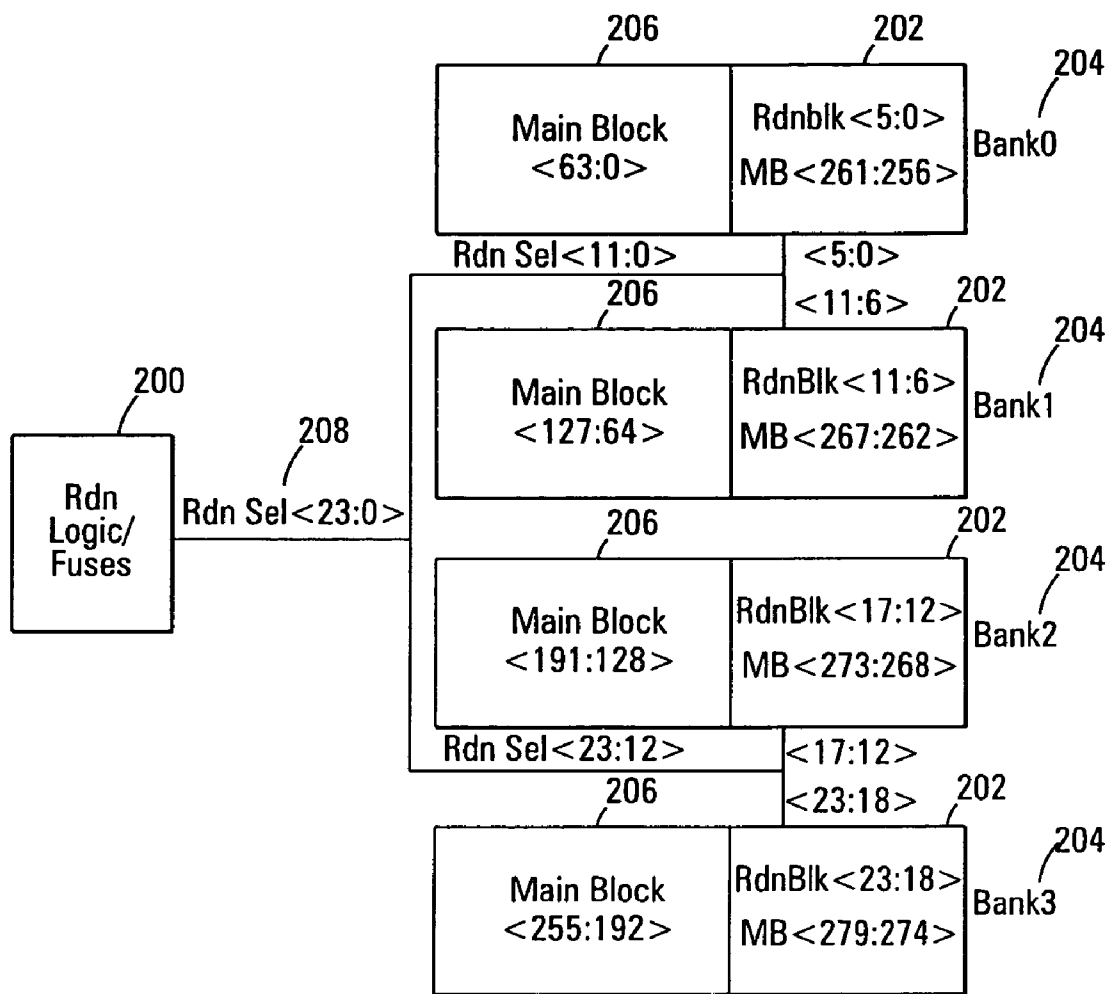 206
202
204
Main Block
<63:0>
Rdnblk<5:0>
MB<261:256>
Bank0
Rdn Sel<11:0>
<5:0>
<11:6>
206
202
204
Main Block
<127:64>
RdnBlk<11:6>
MB<267:262>
Bank1
200
Rdn
Logic/
Fuses
208
Rdn Sel<23:0>
206
202
204
Main Block
<191:128>
RdnBlk<17:12>
MB<273:268>
Bank2
Rdn Sel<23:12>
<17:12>
<23:18>
206
202
204
Main Block
<255:192>
RdnBlk<23:18>
MB<279:274>
Bank3